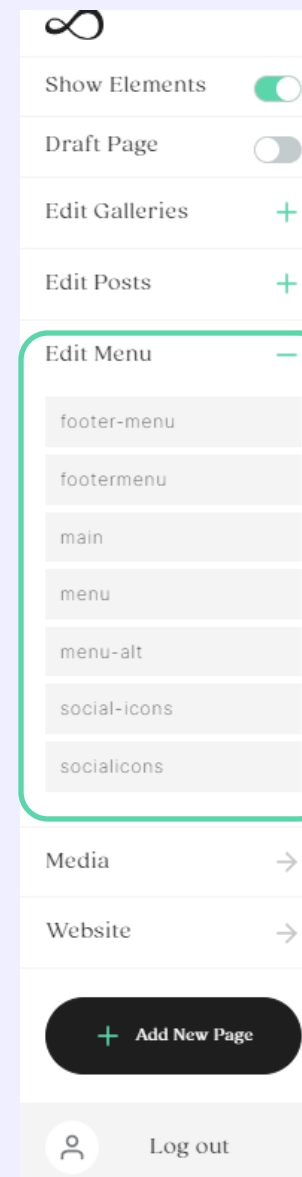 Show Elements
Draft Page
Edit Galleries
Edit Posts
Edit Menu
footer-menu
footermenu
main
menu
menu-alt
social-icons
socialicons
Media
Website
Add New Page
Log out